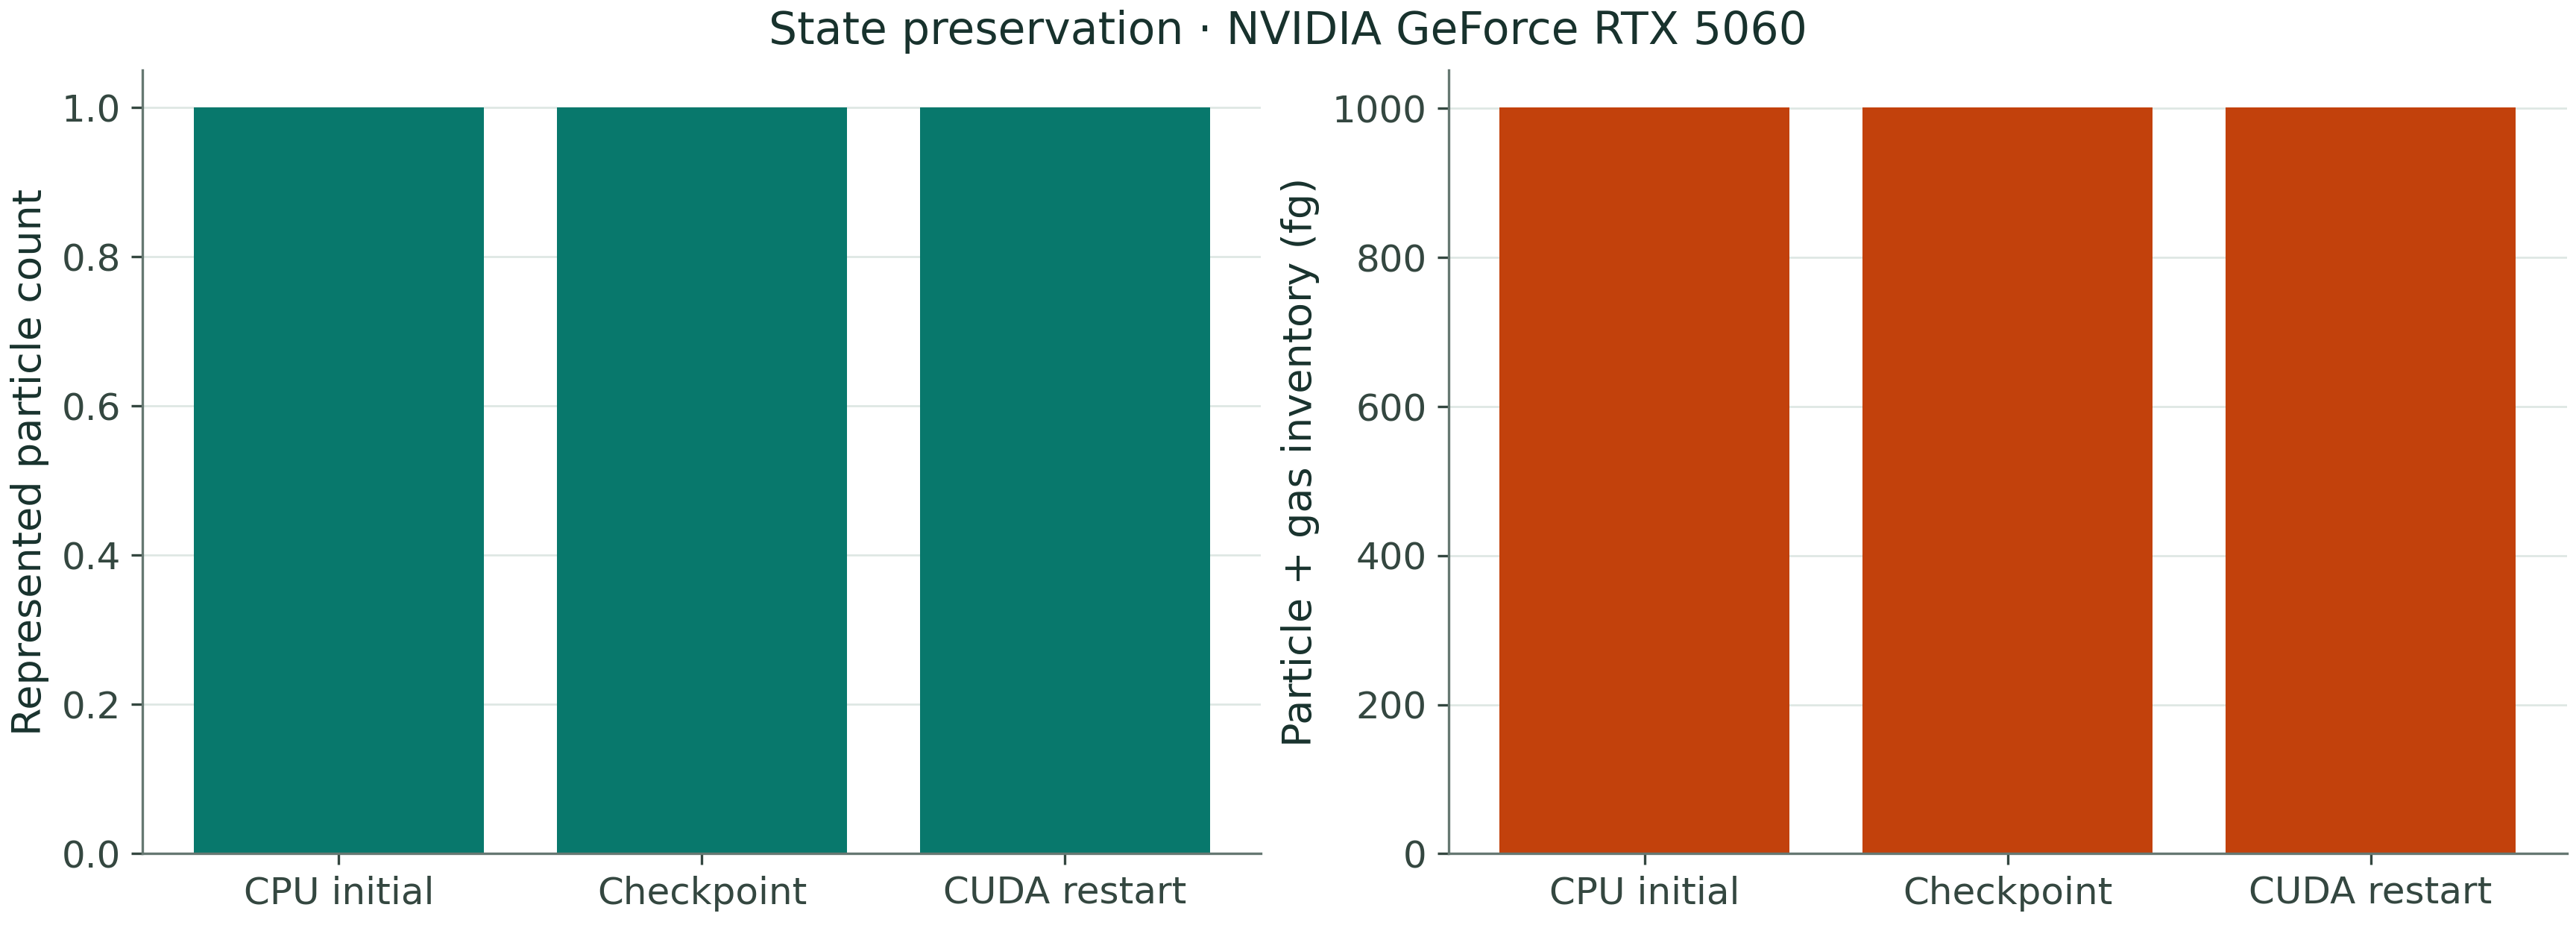 State preservation · NVIDIA GeForce RTX 5060
Represented particle count
1.0
0.8
0.6
0.4
0.2
0.0
CPU initial
Checkpoint
CUDA restart
Particle + gas inventory (fg)
1000
800
600
400
200
0
CPU initial
Checkpoint
CUDA restart